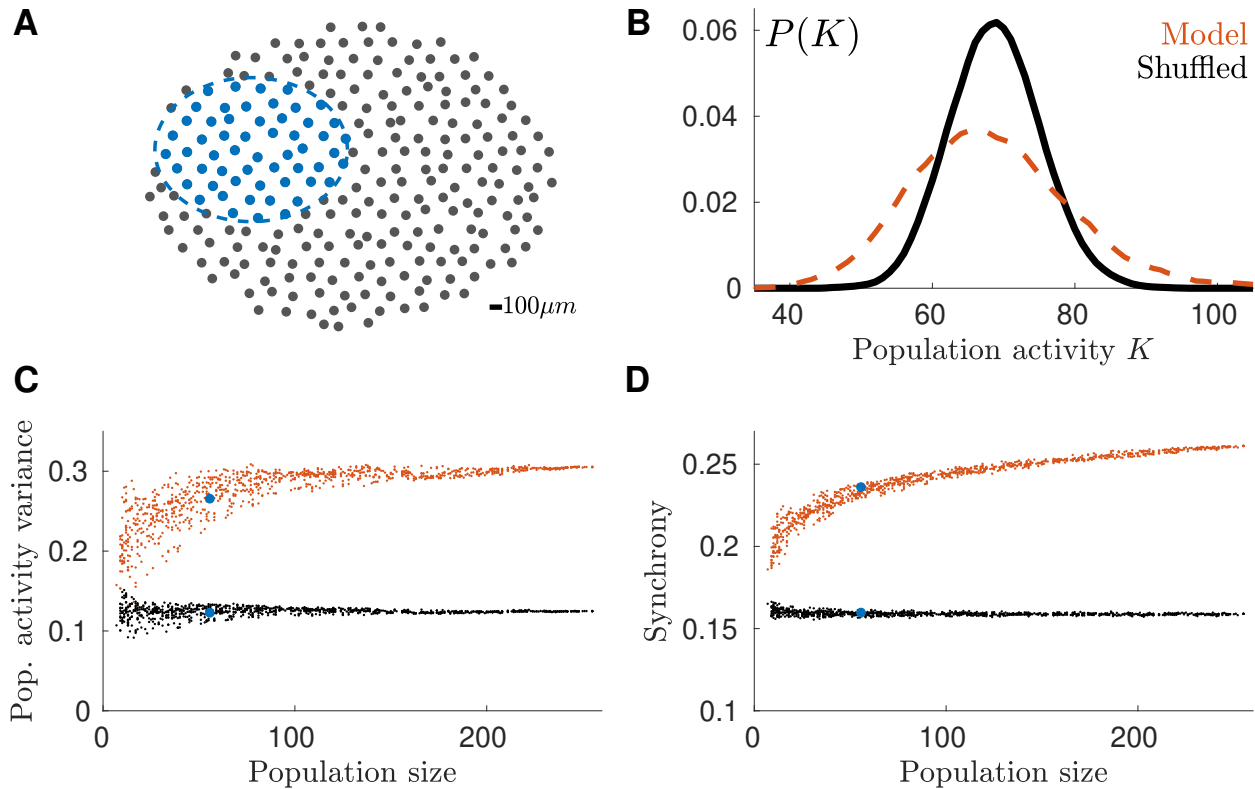 A
100μm
B
P(K)
Model
Shuffled
0.06
0.04
0.02
0
40 60 80 100
Population activity K
C
Pop. activity variance
0.3
0.2
0.1
0
0 100 200
Population size
D
Synchrony
0.25
0.2
0.15
0.1
0 100 200
Population size